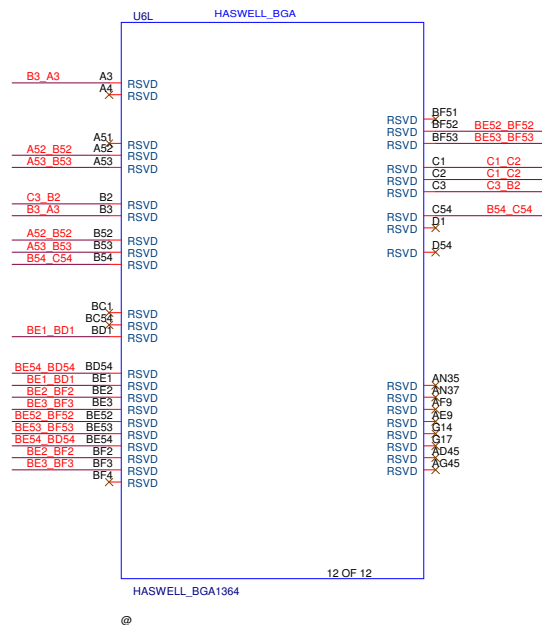 U6L HASWELL_BGA
B3_A3 A3 RSVD
A4 RSVD
BF51 RSVD
RSVD BF52 BE52_BF52
A51 RSVD
RSVD BF53 BE53_BF53
A52_B52 A52 RSVD
A53_B53 A53 RSVD
RSVD C1 C1_C2
RSVD C2 C1_C2
RSVD C3 C3_B2
C3_B2 B2 RSVD
B3_A3 B3 RSVD
RSVD C54 B54_C54
RSVD D1
A52_B52 B52 RSVD
A53_B53 B53 RSVD
RSVD D54
B54_C54 B54 RSVD
BC1 RSVD
BC54 RSVD
BE1_BD1 BD1 RSVD
BE54_BD54 BD54 RSVD
BE1_BD1 BE1 RSVD
RSVD AN35
BE2_BF2 BE2 RSVD
RSVD AN37
BE3_BF3 BE3 RSVD
RSVD AF9
BE52_BF52 BE52 RSVD
RSVD AE9
BE53_BF53 BE53 RSVD
RSVD G14
BE54_BD54 BE54 RSVD
RSVD G17
BE2_BF2 BF2 RSVD
RSVD AD45
BE3_BF3 BF3 RSVD
RSVD AG45
BF4 RSVD
12 OF 12
HASWELL_BGA1364
@